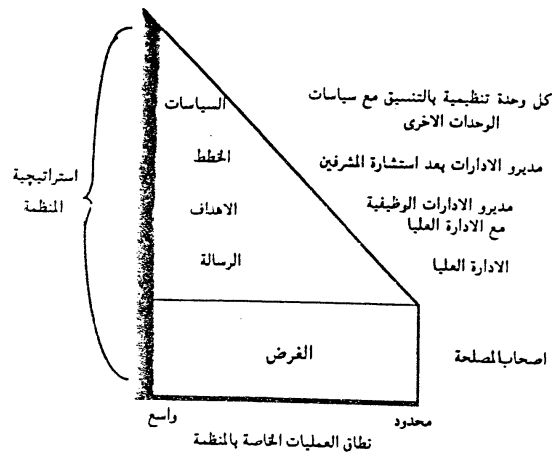 كل وحدة تنظيمية بالتنسيق مع سياسات
الوحدات الاخرى
السياسات
مديرو الادارات بعد استشارة المشرفين
الخطط
استراتيجية
المنظمة
مديرو الادارات الوظيفية
مع الادارة العليا
الاهداف
الادارة العليا
الرسالة
اصحاب المصلحة
الغرض
محدود
واسع
نطاق العمليات الخاصة بالمنظمة